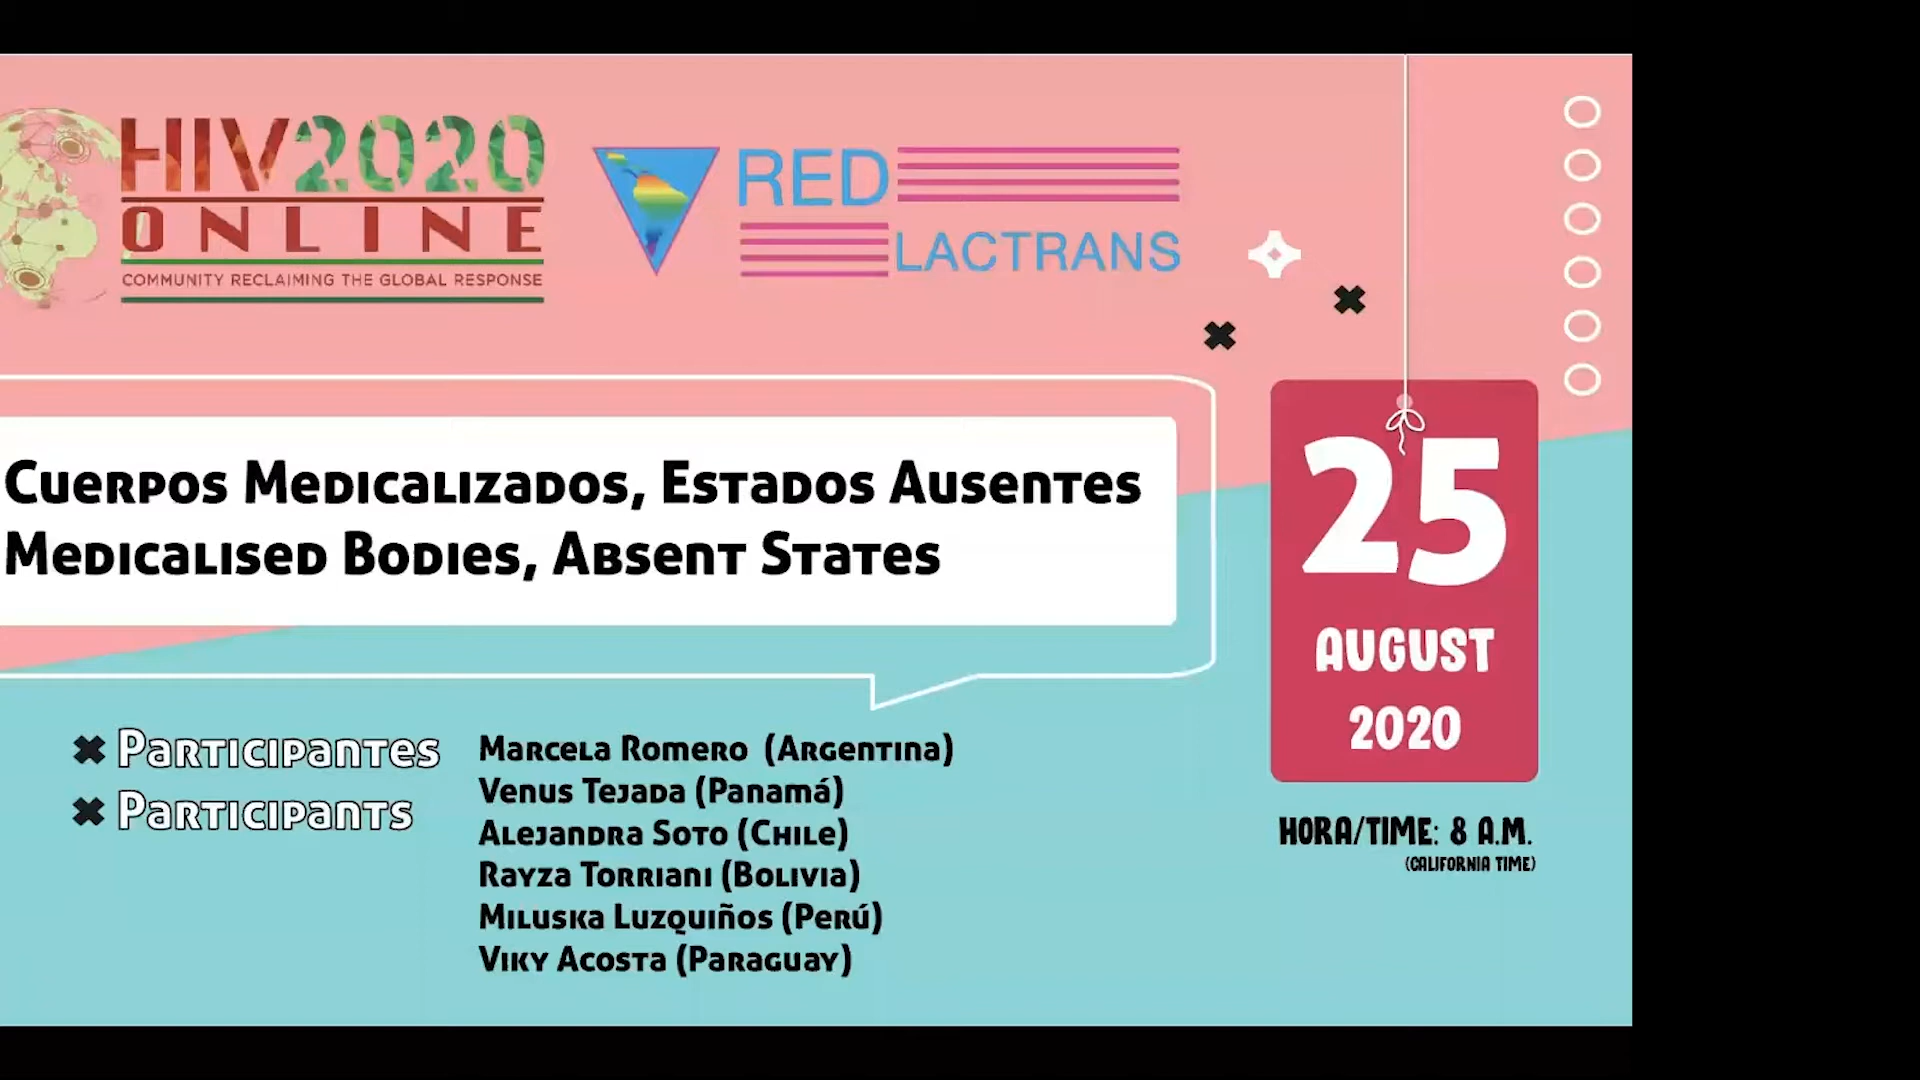 HIV2020
ONLINE
COMMUNITY RECLAIMING THE GLOBAL RESPONSE
RED
LACTRANS
Cuerpos Medicalizados, Estados Ausentes
Medicalised Bodies, Absent States
25
AUGUST
2020
HORA/TIME: 8 A.M.
(CALIFORNIA TIME)
Participantes
Participants
Marcela Romero (Argentina)
Venus Tejada (Panamá)
Alejandra Soto (Chile)
Rayza Torriani (Bolivia)
Miluska Luzquiños (Perú)
Viky Acosta (Paraguay)